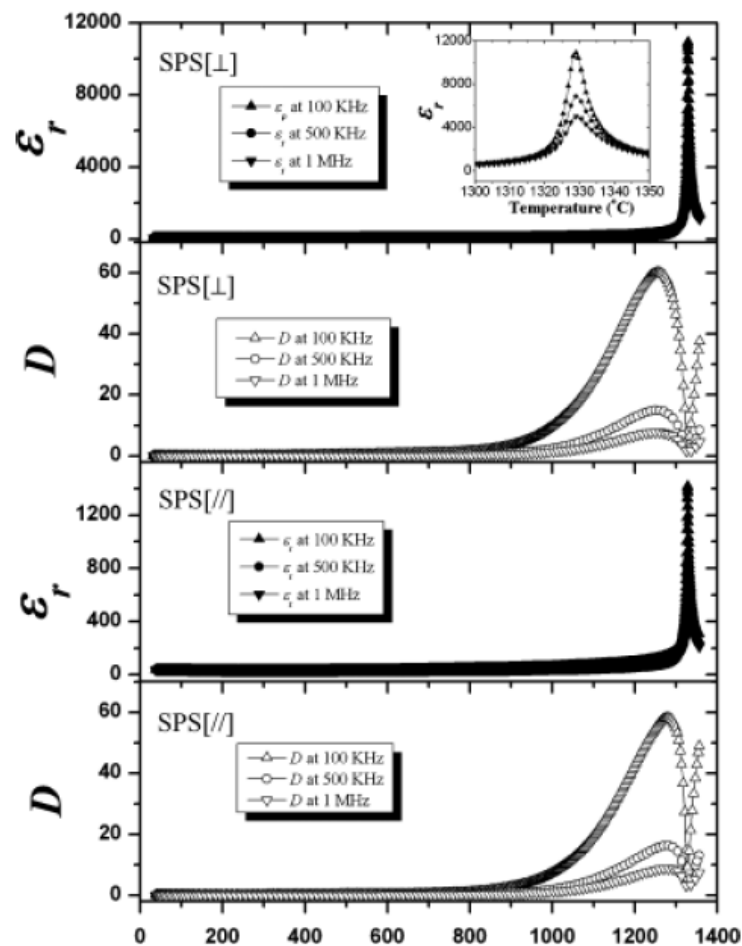 12000
8000
4000
0
ε_r
SPS[⊥]
ε_r at 100 KHz
ε_r at 500 KHz
ε_r at 1 MHz
12000
8000
4000
0
ε_r
1300 1310 1320 1330 1340 1350
Temperature (°C)
60
40
20
0
D
SPS[⊥]
D at 100 KHz
D at 500 KHz
D at 1 MHz
1200
800
400
0
ε_r
SPS[//]
ε_r at 100 KHz
ε_r at 500 KHz
ε_r at 1 MHz
60
40
20
0
D
SPS[//]
D at 100 KHz
D at 500 KHz
D at 1 MHz
0 200 400 600 800 1000 1200 1400